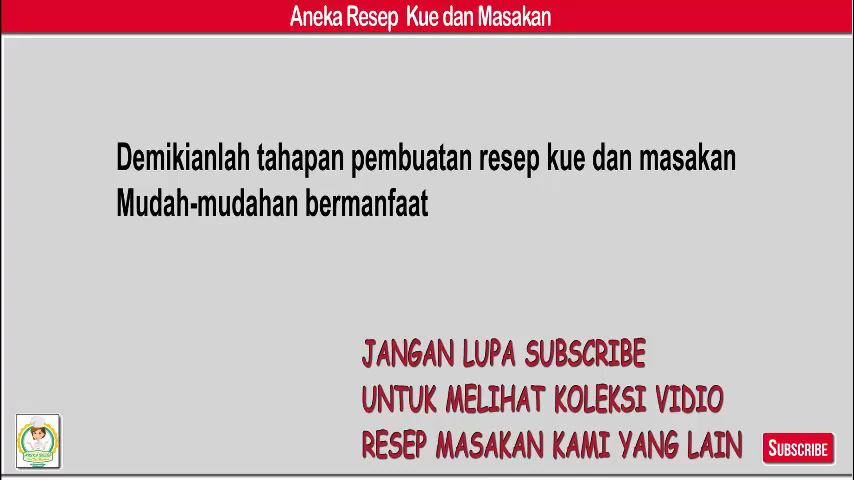 Aneka Resep Kue dan Masakan
Demikianlah tahapan pembuatan resep kue dan masakan
Mudah-mudahan bermanfaat
JANGAN LUPA SUBSCRIBE
UNTUK MELIHAT KOLEKSI VIDIO
RESEP MASAKAN KAMI YANG LAIN
SUBSCRIBE